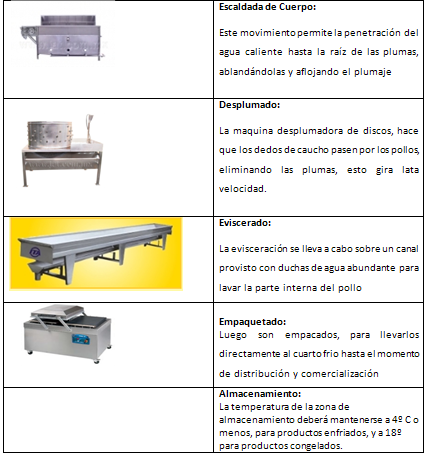 Escaldada de Cuerpo:
Este movimiento permite la penetración del
agua caliente hasta la raíz de las plumas,
ablandándolas y aflojando el plumaje
Desplumado:
La maquina desplumadora de discos, hace
que los dedos de caucho pasen por los pollos,
eliminando las plumas, esto gira lata
velocidad.
Eviscerado:
La evisceración se lleva a cabo sobre un canal
provisto con duchas de agua abundante para
lavar la parte interna del pollo
Empaquetado:
Luego son empacados, para llevarlos
directamente al cuarto frio hasta el momento
de distribución y comercialización
Almacenamiento:
La temperatura de la zona de
almacenamiento deberá mantenerse a 4º C o
menos, para productos enfriados, y a 18º
para productos congelados.